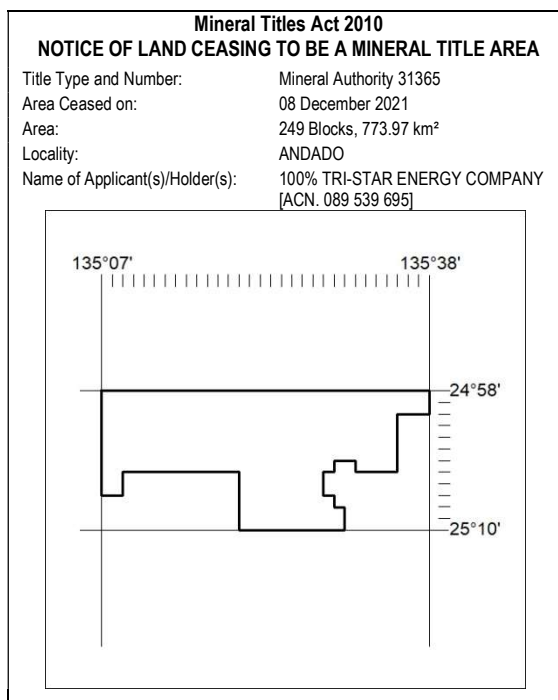 Mineral Titles Act 2010
NOTICE OF LAND CEASING TO BE A MINERAL TITLE AREA
Title Type and Number: Mineral Authority 31365
Area Ceased on: 08 December 2021
Area: 249 Blocks, 773.97 km²
Locality: ANDADO
Name of Applicant(s)/Holder(s): 100% TRI-STAR ENERGY COMPANY
[ACN. 089 539 695]
135°07' 135°38'
24°58'
25°10'